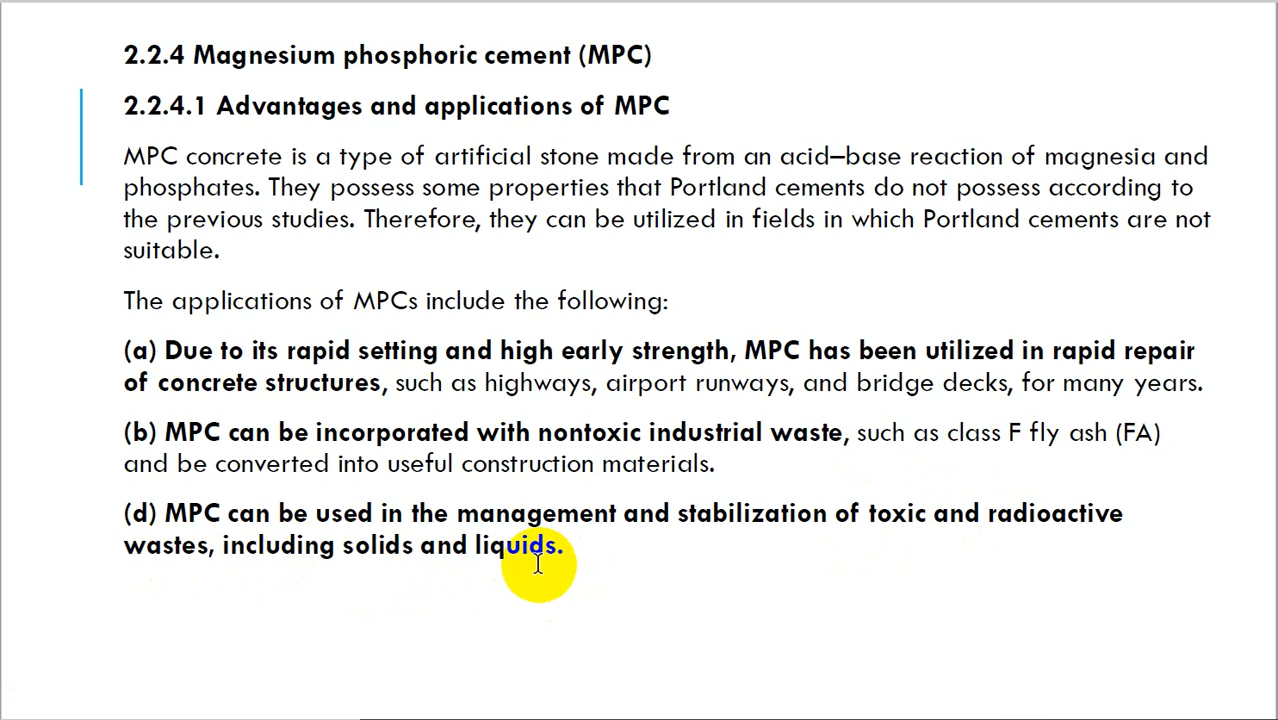 2.2.4 Magnesium phosphoric cement (MPC)
2.2.4.1 Advantages and applications of MPC
MPC concrete is a type of artificial stone made from an acid–base reaction of magnesia and
phosphates. They possess some properties that Portland cements do not possess according to
the previous studies. Therefore, they can be utilized in fields in which Portland cements are not
suitable.
The applications of MPCs include the following:
(a) Due to its rapid setting and high early strength, MPC has been utilized in rapid repair
of concrete structures, such as highways, airport runways, and bridge decks, for many years.
(b) MPC can be incorporated with nontoxic industrial waste, such as class F fly ash (FA)
and be converted into useful construction materials.
(d) MPC can be used in the management and stabilization of toxic and radioactive
wastes, including solids and liquids.